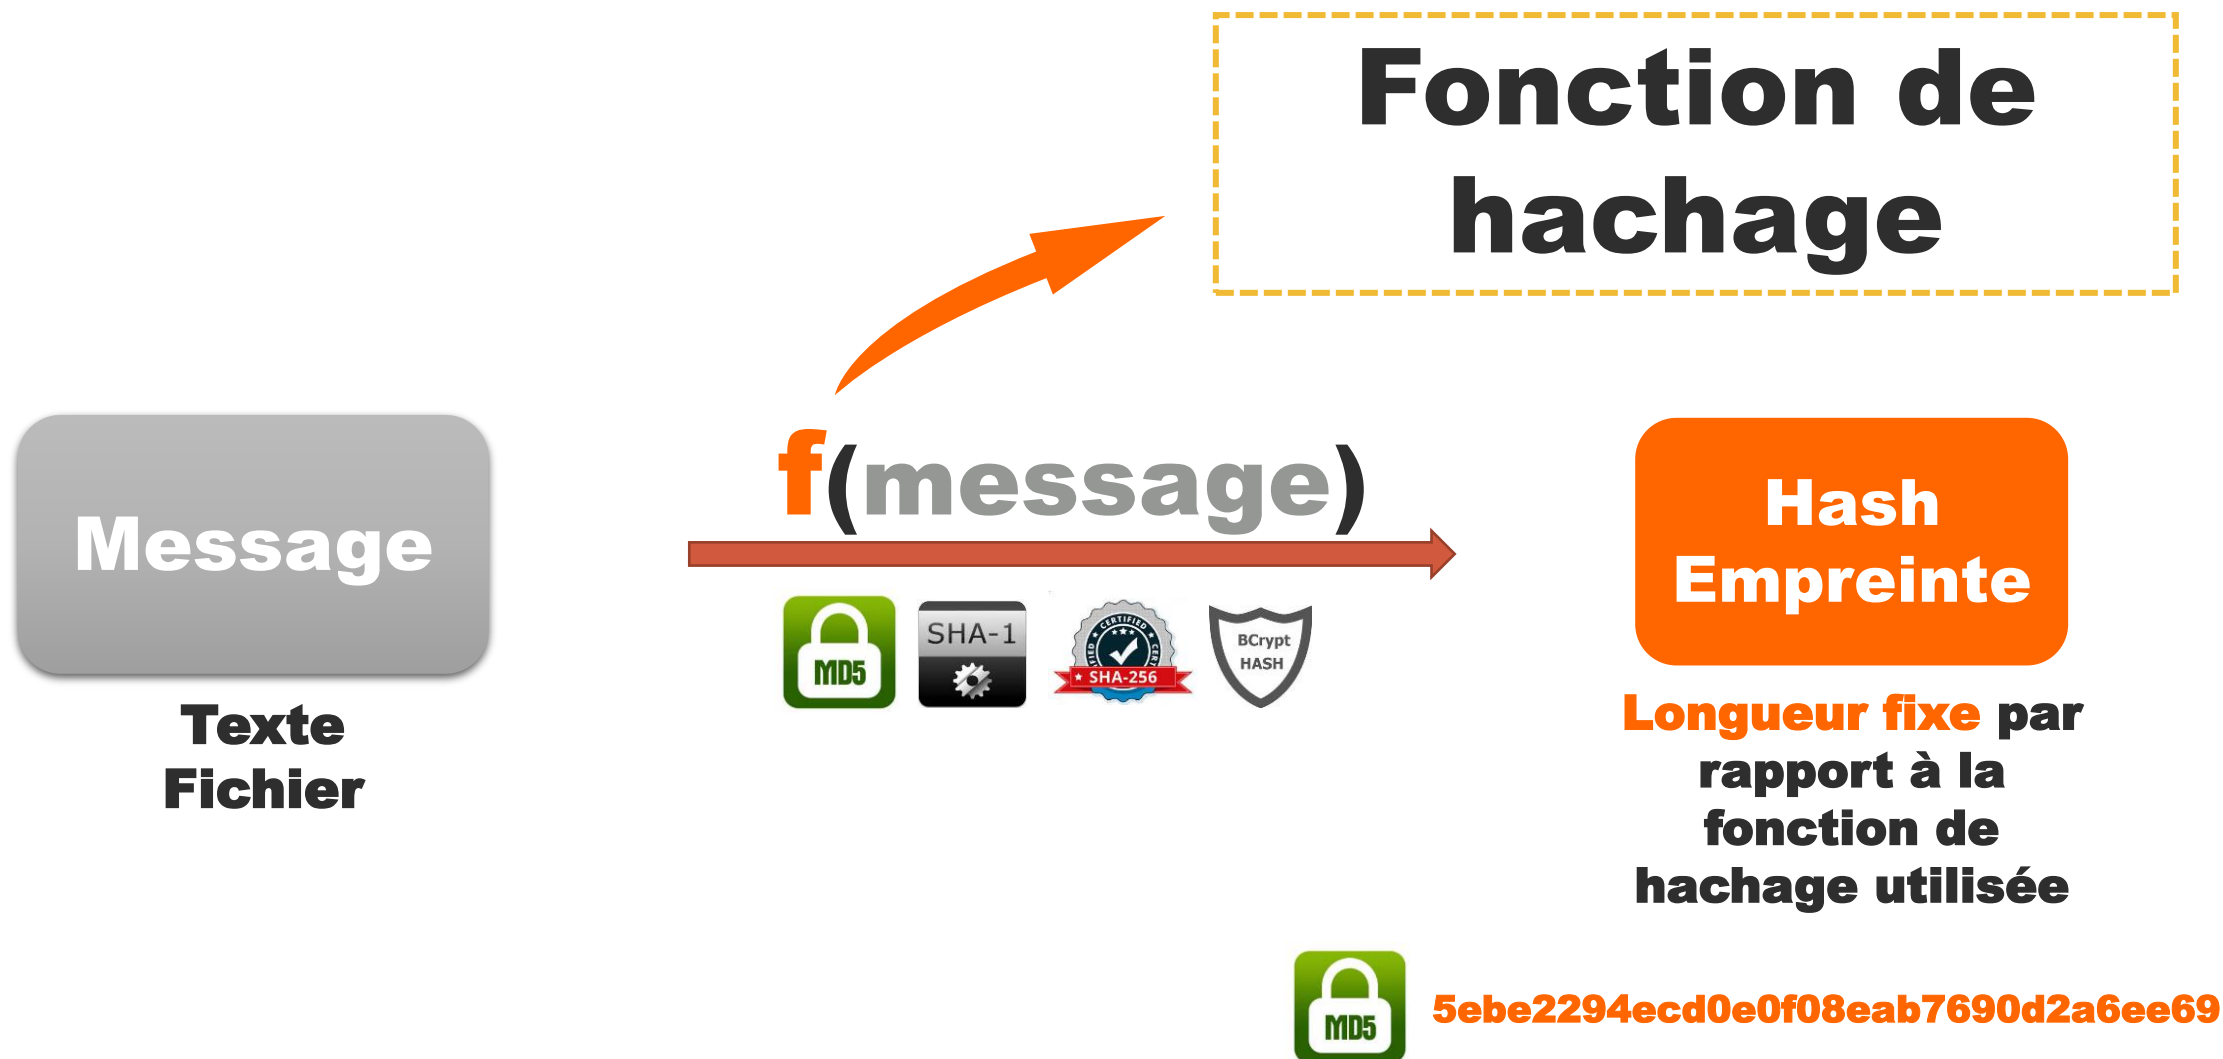 Fonction de
hachage
f(message)
Message
Hash
Empreinte
MD5
SHA-1
CERTIFIED
SHA-256
BCrypt
HASH
Texte
Fichier
Longueur fixe par
rapport à la
fonction de
hachage utilisée
MD5
5ebe2294ecd0e0f08eab7690d2a6ee69